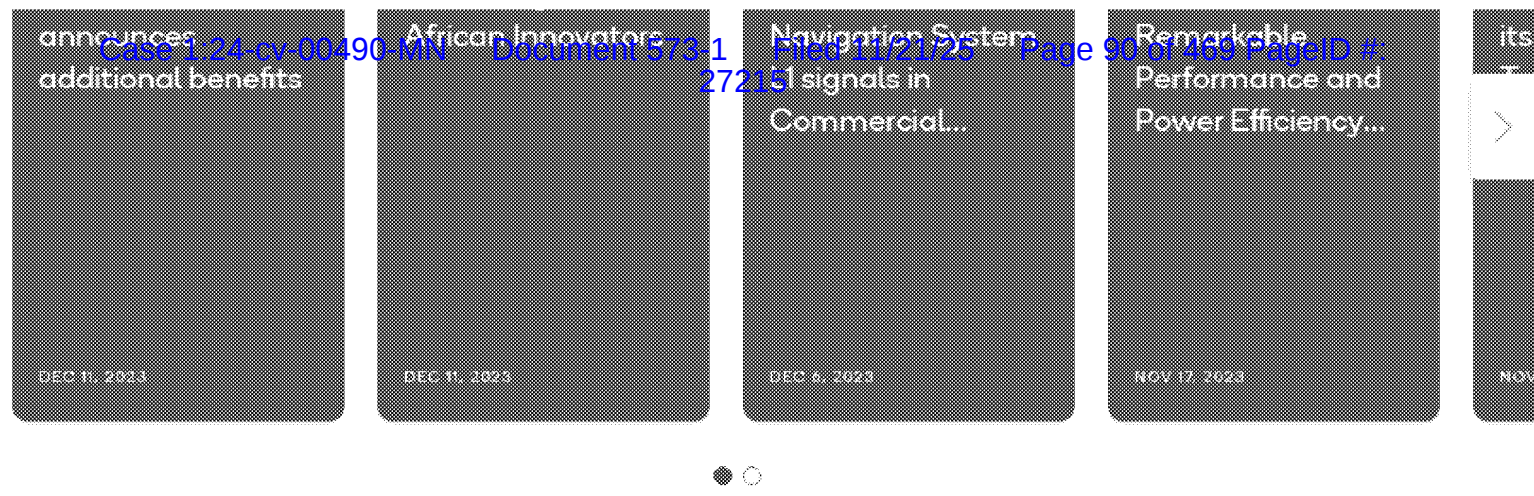 Case 1:24-cv-00490-MN Document 573-1 Filed 11/21/25 Page 90 of 469 PageID #:
27215
announces
additional benefits
DEC 11, 2023
African Innovators
DEC 11, 2023
Navigation System
signals in
Commercial...
DEC 6, 2023
Remarkable
Performance and
Power Efficiency...
NOV 17, 2023
its
NOV